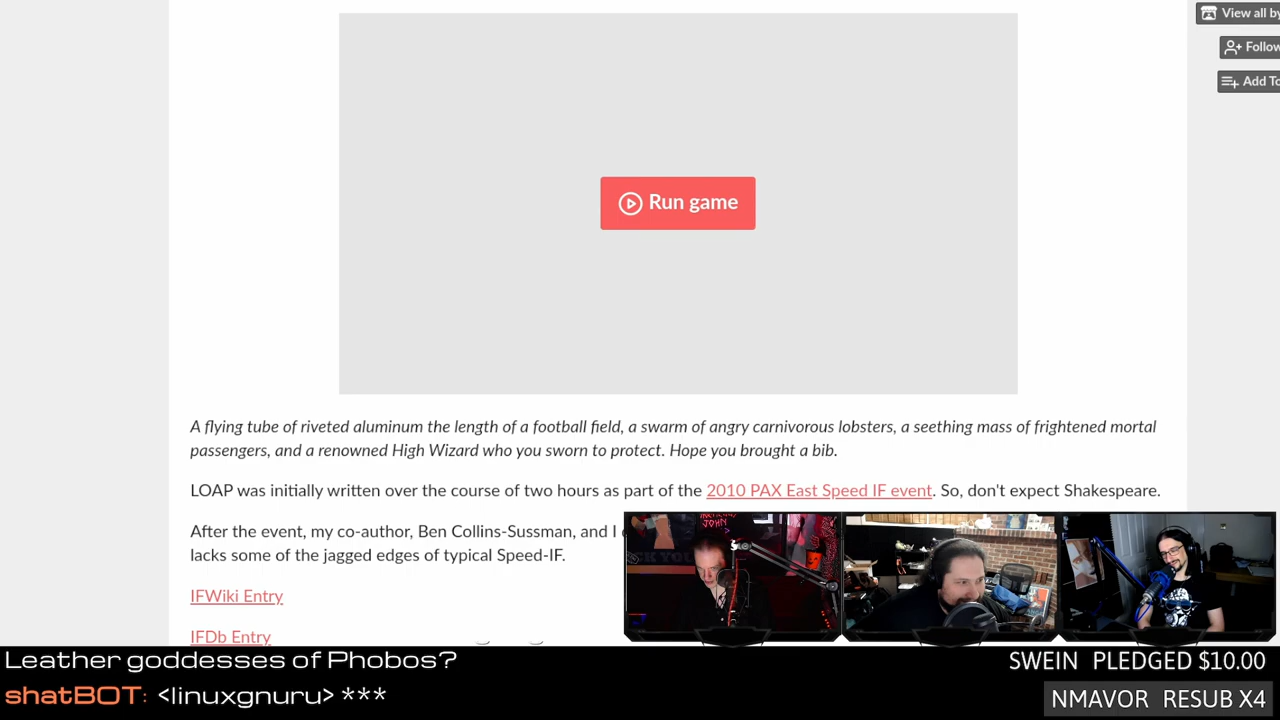 View all by
Follow
Add To
Run game
A flying tube of riveted aluminum the length of a football field, a swarm of angry carnivorous lobsters, a seething mass of frightened mortal
passengers, and a renowned High Wizard who you sworn to protect. Hope you brought a bib.
LOAP was initially written over the course of two hours as part of the 2010 PAX East Speed IF event. So, don't expect Shakespeare.
After the event, my co-author, Ben Collins-Sussman, and I
lacks some of the jagged edges of typical Speed-IF.
IFWiki Entry
IFDb Entry
JOHN
Leather goddesses of Phobos?
SWEIN PLEDGED $10.00
shatBOT: <linuxgnuru> ***
NMAVOR RESUB X4